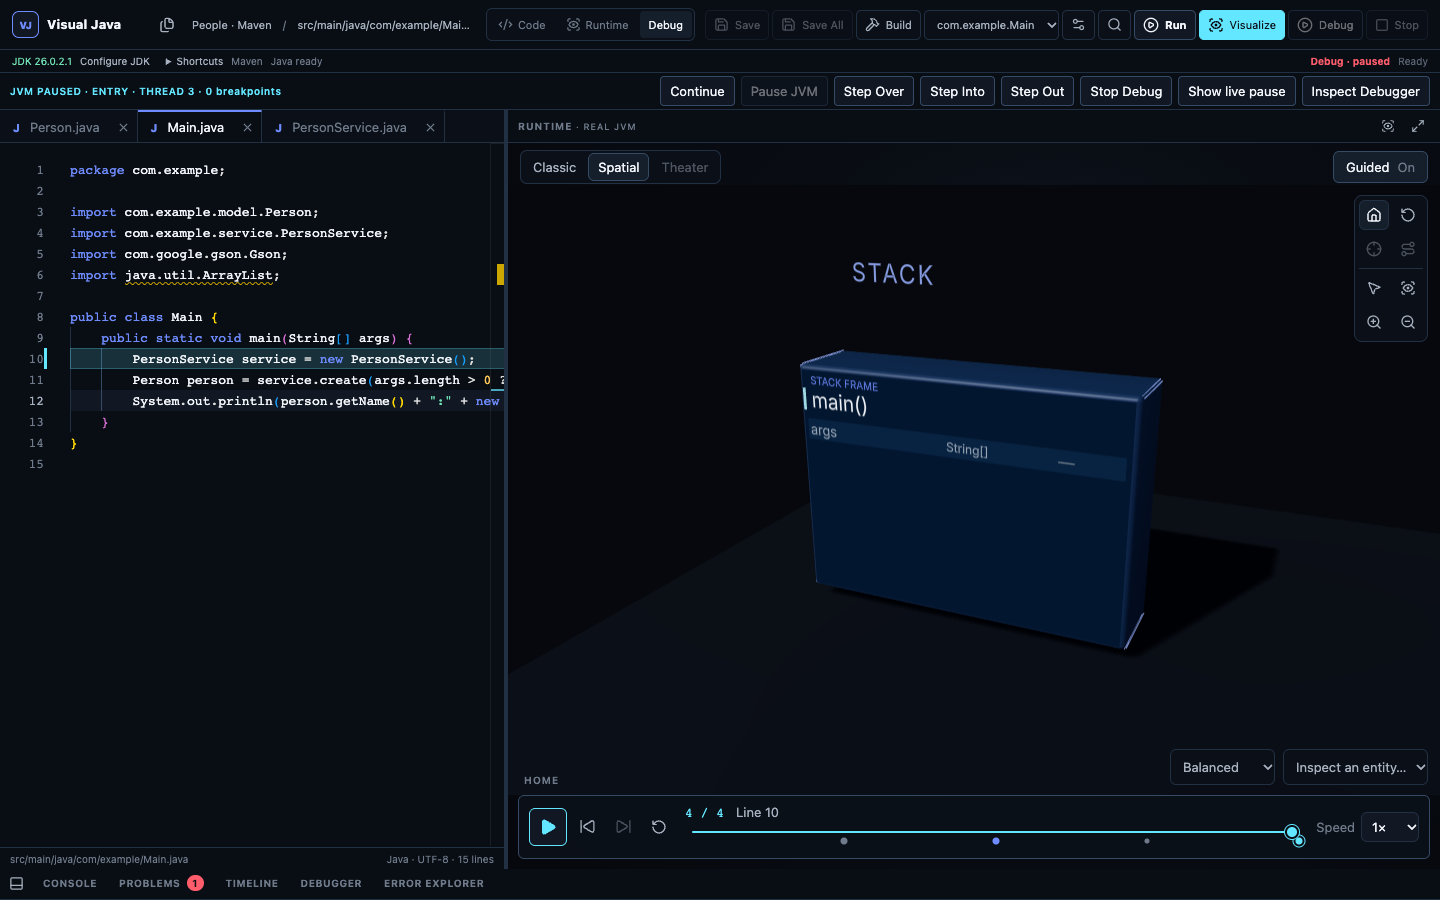 VJ Visual Java People · Maven / src/main/java/com/example/Mai... Code Runtime Debug Save Save All Build com.example.Main Run Visualize Debug Stop
JDK 26.0.2.1 Configure JDK ▶ Shortcuts Maven Java ready Debug · paused Ready
JVM PAUSED · ENTRY · THREAD 3 · 0 breakpoints Continue Pause JVM Step Over Step Into Step Out Stop Debug Show live pause Inspect Debugger
J Person.java × J Main.java × J PersonService.java ×
1 package com.example;
2
3 import com.example.model.Person;
4 import com.example.service.PersonService;
5 import com.google.gson.Gson;
6 import java.util.ArrayList;
7
8 public class Main {
9 public static void main(String[] args) {
10 PersonService service = new PersonService();
11 Person person = service.create(args.length > 0 ?
12 System.out.println(person.getName() + ":" + new
13 }
14 }
15
RUNTIME · REAL JVM
Classic Spatial Theater Guided On
STACK
STACK FRAME
main()
args String[] —
HOME Balanced Inspect an entity...
4 / 4 Line 10 Speed 1×
src/main/java/com/example/Main.java Java · UTF-8 · 15 lines
CONSOLE PROBLEMS 1 TIMELINE DEBUGGER ERROR EXPLORER